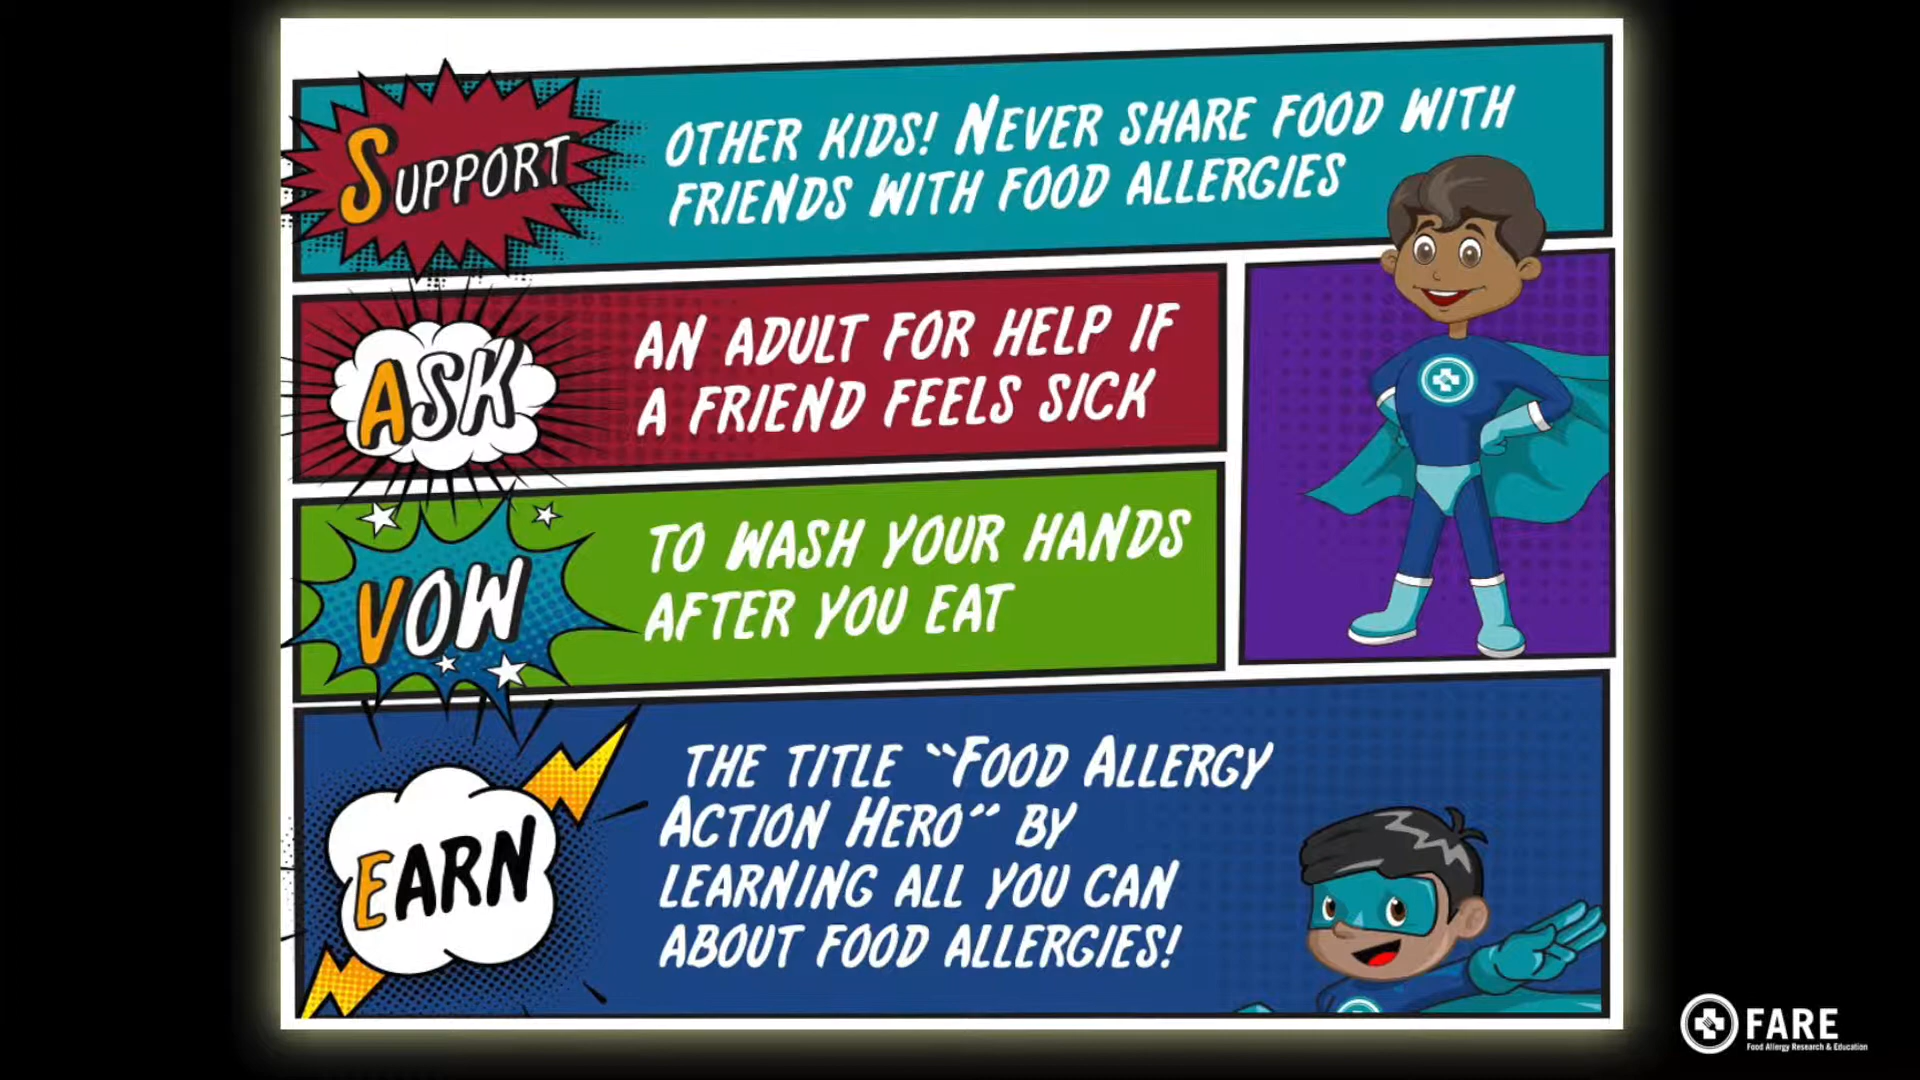 SUPPORT
OTHER KIDS! NEVER SHARE FOOD WITH
FRIENDS WITH FOOD ALLERGIES
ASK
AN ADULT FOR HELP IF
A FRIEND FEELS SICK
VOW
TO WASH YOUR HANDS
AFTER YOU EAT
EARN
THE TITLE “FOOD ALLERGY
ACTION HERO” BY
LEARNING ALL YOU CAN
ABOUT FOOD ALLERGIES!
FARE
Food Allergy Research & Education